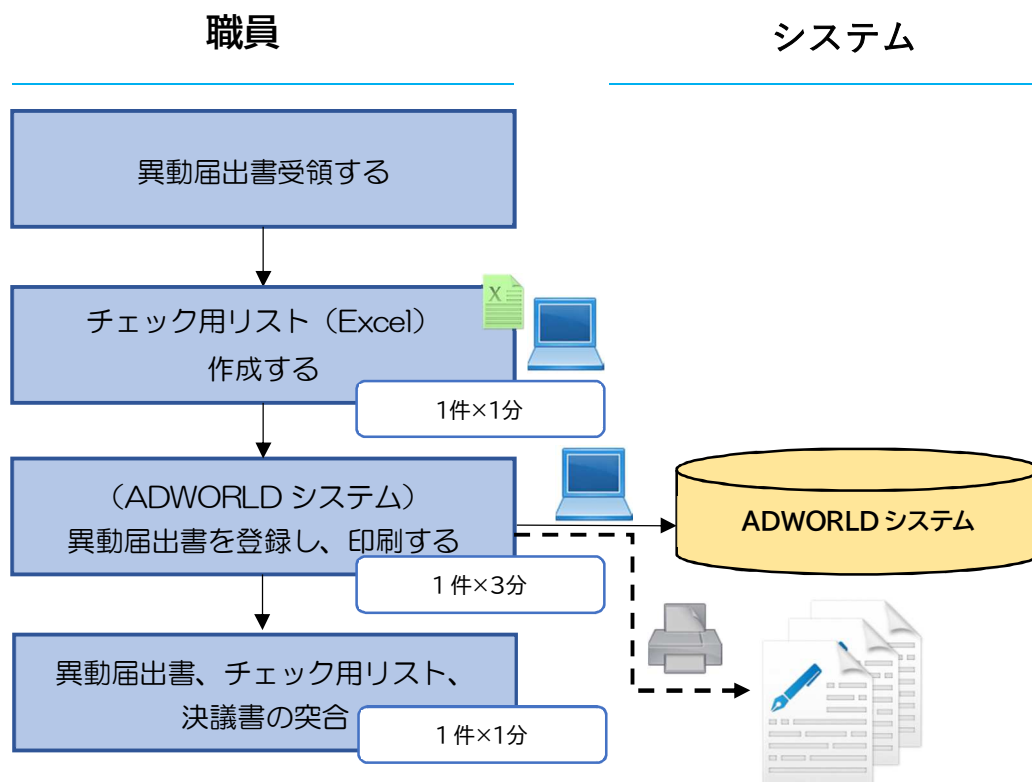 職員
システム
異動届出書受領する
チェック用リスト（Excel）
作成する
X
1件×1分
（ADWORLD システム）
異動届出書を登録し、印刷する
1件×3分
ADWORLD システム
異動届出書、チェック用リスト、
決議書の突合
1件×1分